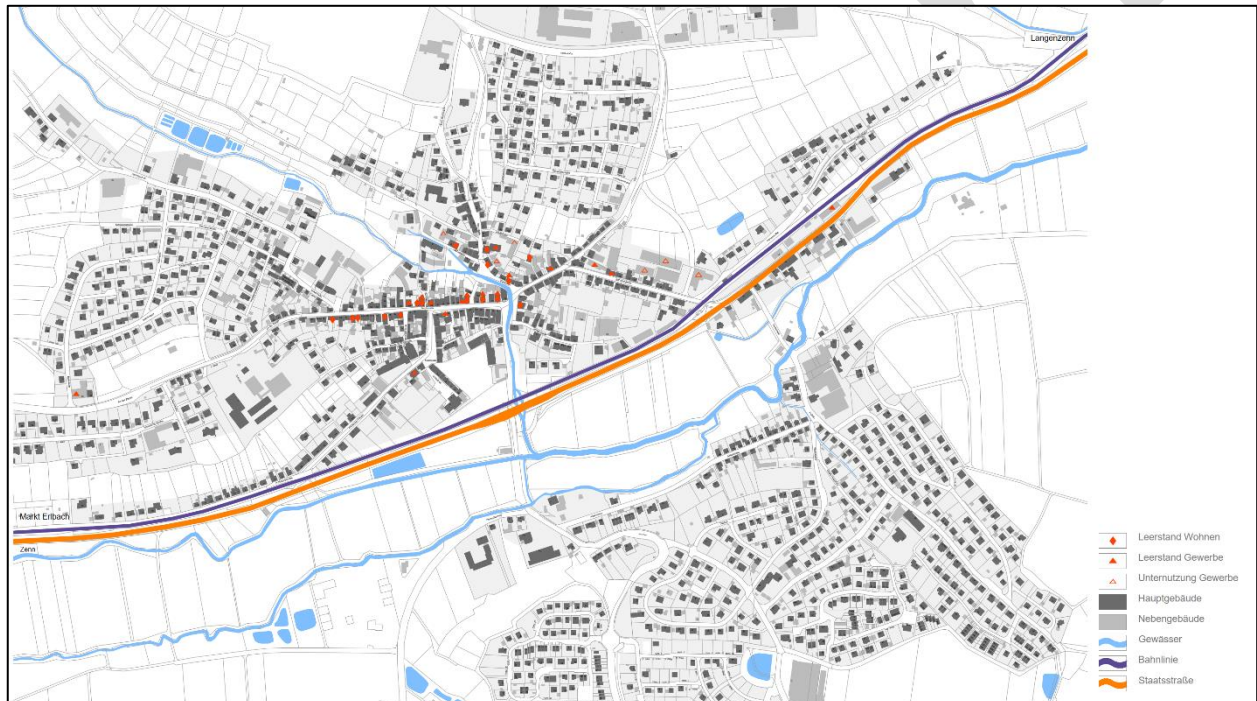 Langenzenn
Markt Erlbach
Zenn
Leerstand Wohnen
Leerstand Gewerbe
Unternutzung Gewerbe
Hauptgebäude
Nebengebäude
Gewässer
Bahnlinie
Staatsstraße